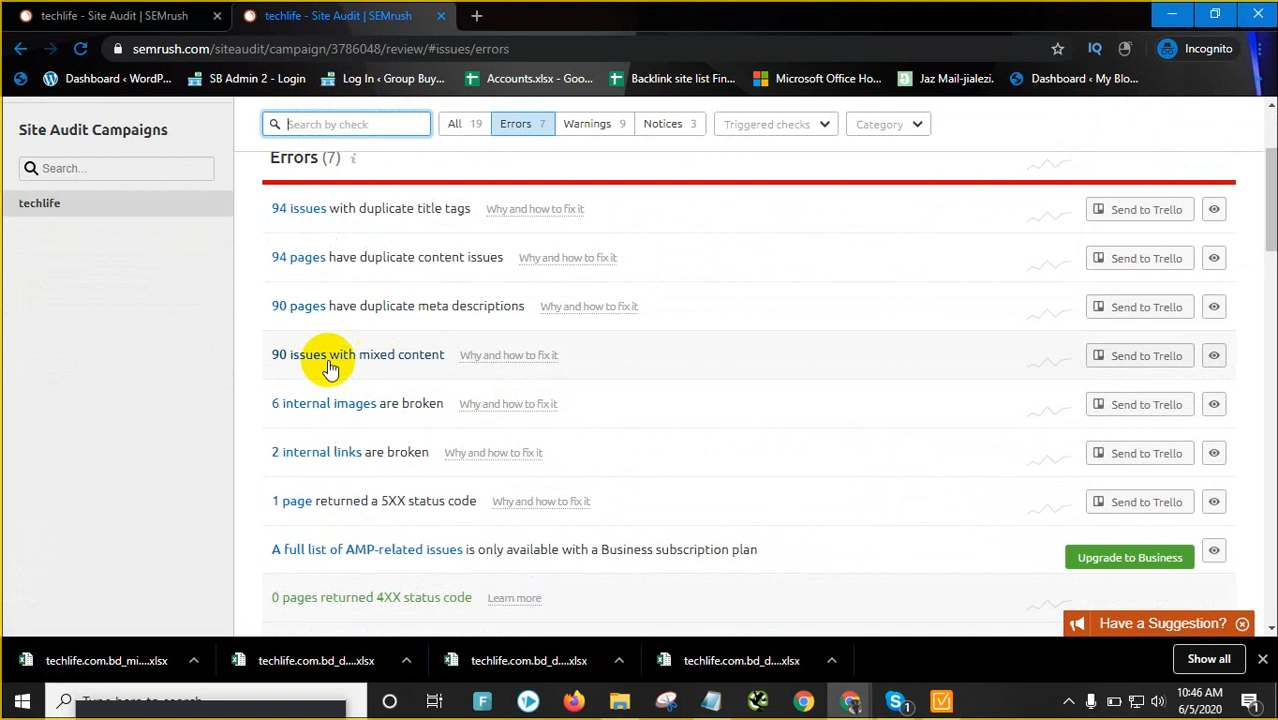 techlife - Site Audit | SEMrush
techlife - Site Audit | SEMrush
semrush.com/siteaudit/campaign/3786048/review/#issues/errors
Incognito
Dashboard ‹ WordP...
SB Admin 2 - Login
Log In ‹ Group Buy...
Accounts.xlsx - Goo...
Backlink site list Fin...
Microsoft Office Ho...
Jaz Mail-jialezi.
Dashboard ‹ My Blo...
Site Audit Campaigns
Search...
techlife
Search by check
All 19
Errors 7
Warnings 9
Notices 3
Triggered checks
Category
Errors (7) i
94 issues with duplicate title tags Why and how to fix it Send to Trello
94 pages have duplicate content issues Why and how to fix it Send to Trello
90 pages have duplicate meta descriptions Why and how to fix it Send to Trello
90 issues with mixed content Why and how to fix it Send to Trello
6 internal images are broken Why and how to fix it Send to Trello
2 internal links are broken Why and how to fix it Send to Trello
1 page returned a 5XX status code Why and how to fix it Send to Trello
A full list of AMP-related issues is only available with a Business subscription plan Upgrade to Business
0 pages returned 4XX status code Learn more
Have a Suggestion?
techlife.com.bd_mi....xlsx
techlife.com.bd_d....xlsx
techlife.com.bd_d....xlsx
techlife.com.bd_d....xlsx
Show all
Type here to search
10:46 AM
6/5/2020